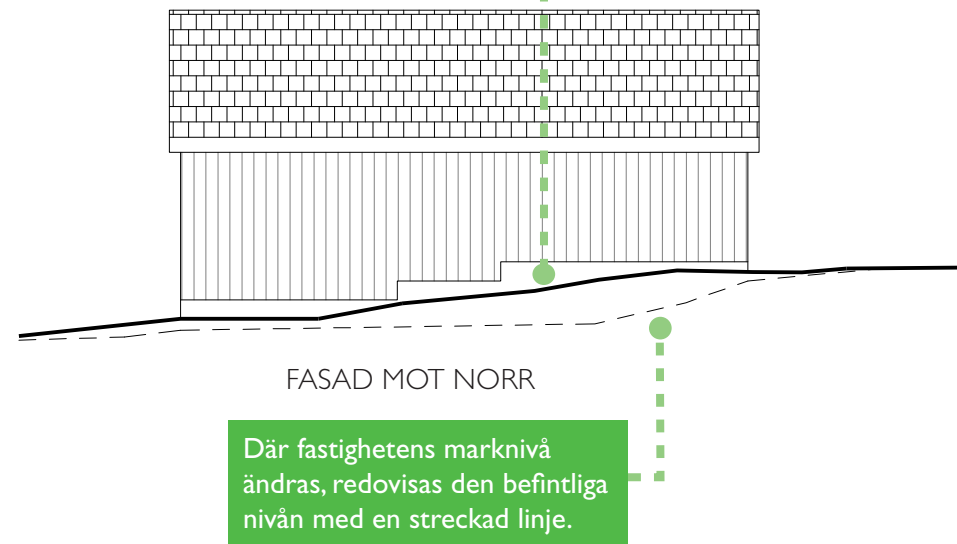 FASAD MOT NORR
Där fastighetens marknivå
ändras, redovisas den befintliga
nivån med en streckad linje.